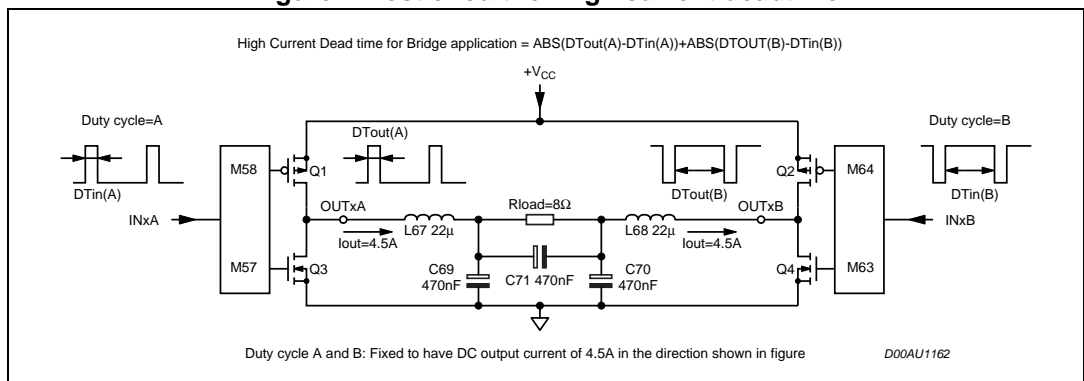 High Current Dead time for Bridge application = ABS(DTout(A)-DTin(A))+ABS(DTOUT(B)-DTin(B))
+VCC
Duty cycle=A
DTout(A)
Duty cycle=B
M58
Q1
DTin(A)
INxA
OUTxA
Rload=8Ω
DTout(B)
OUTxB
Q2
M64
DTin(B)
INxB
L67 22μ
L68 22μ
Iout=4.5A
Iout=4.5A
M57
Q3
C69
470nF
C71 470nF
C70
470nF
Q4
M63
Duty cycle A and B: Fixed to have DC output current of 4.5A in the direction shown in figure
D00AU1162